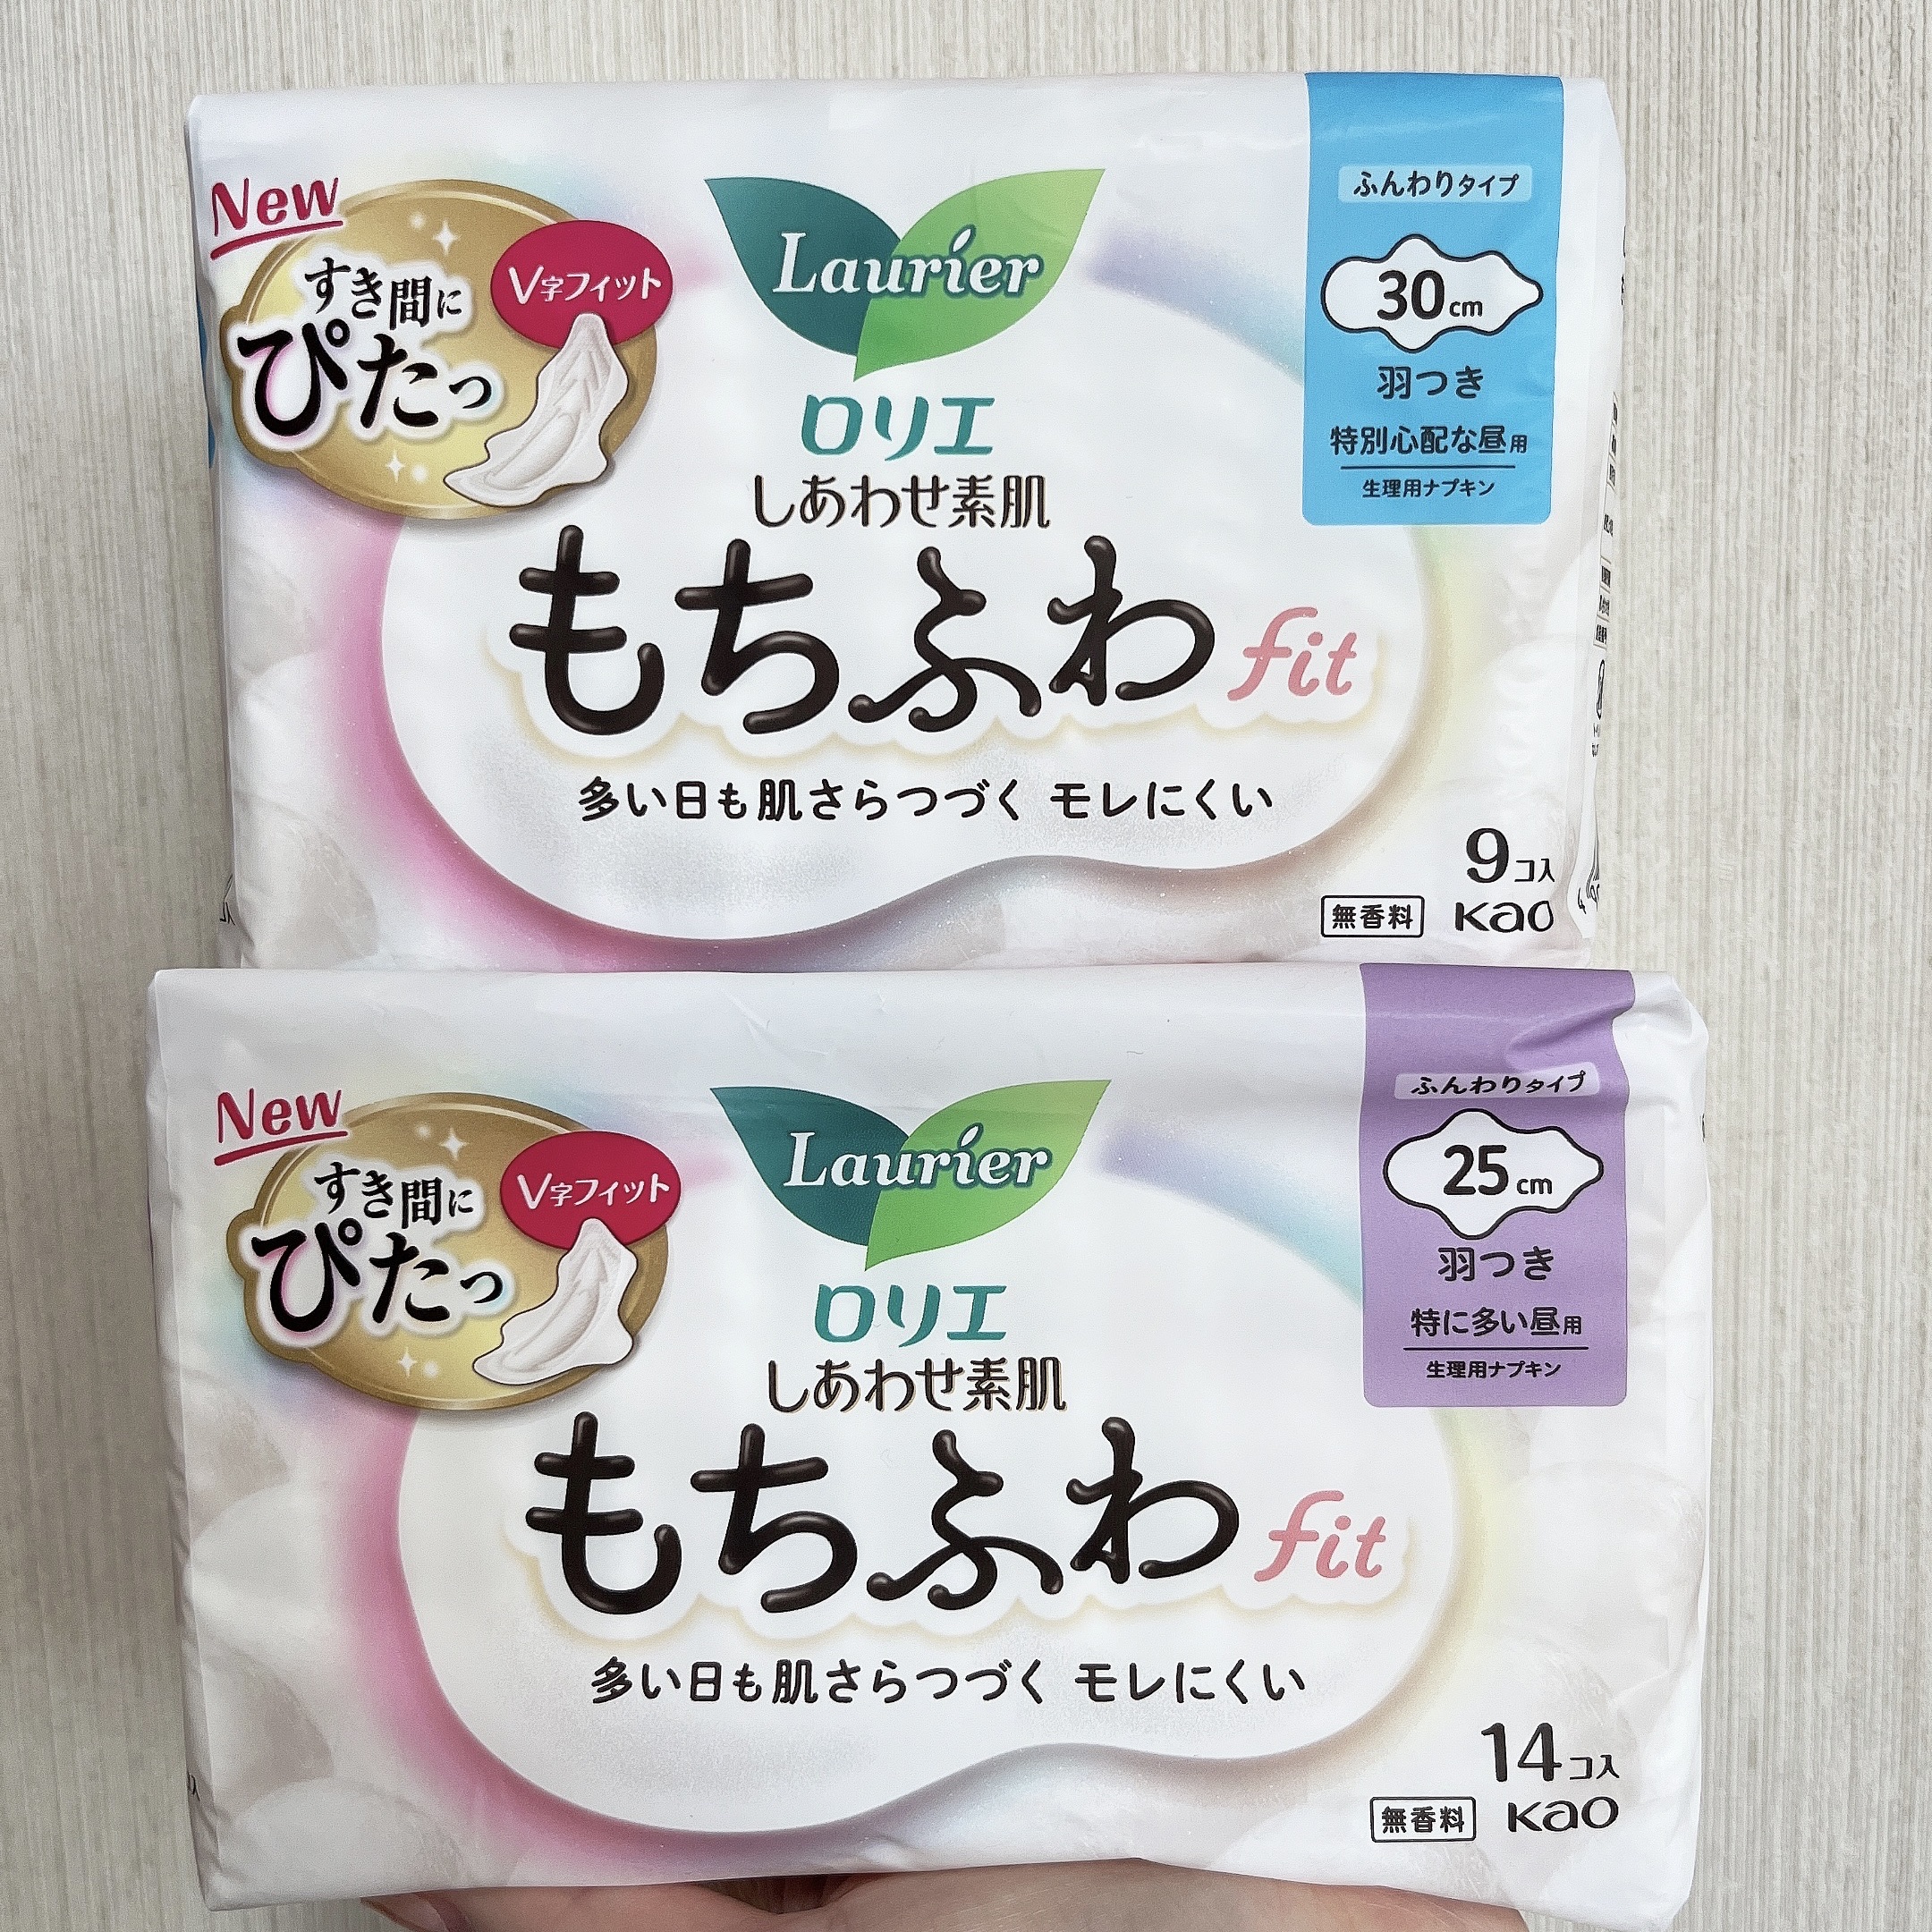 New
すき間に
ぴたっ
V字フィット
Laurier
ロリエ
しあわせ素肌
もちふわfit
多い日も肌さらつづく モレにくい
ふんわりタイプ
30cm
羽つき
特別心配な昼用
生理用ナプキン
9コ入
無香料
Kao
New
すき間に
ぴたっ
V字フィット
Laurier
ロリエ
しあわせ素肌
もちふわfit
多い日も肌さらつづく モレにくい
ふんわりタイプ
25cm
羽つき
特に多い昼用
生理用ナプキン
14コ入
無香料
Kao